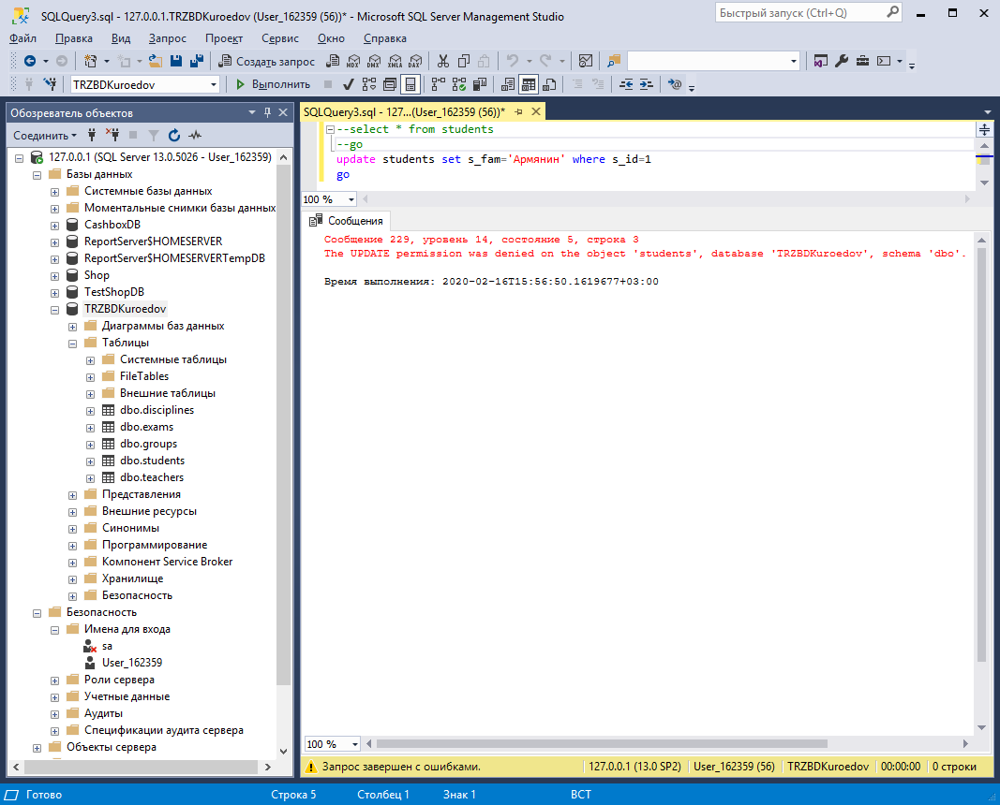 SQLQuery3.sql - 127.0.0.1.TRZBDKuroedov (User_162359 (56))* - Microsoft SQL Server Management Studio
Быстрый запуск (Ctrl+Q)
Файл Правка Вид Запрос Проект Сервис Окно Справка
Создать запрос MDX DMX XMLA DAX
TRZBDKuroedov Выполнить
Обозреватель объектов
Соединить
127.0.0.1 (SQL Server 13.0.5026 - User_162359)
Базы данных
Системные базы данных
Моментальные снимки базы данных
CashboxDB
ReportServer$HOMESERVER
ReportServer$HOMESERVERTempDB
Shop
TestShopDB
TRZBDKuroedov
Диаграммы баз данных
Таблицы
Системные таблицы
FileTables
Внешние таблицы
dbo.disciplines
dbo.exams
dbo.groups
dbo.students
dbo.teachers
Представления
Внешние ресурсы
Синонимы
Программирование
Компонент Service Broker
Хранилище
Безопасность
Безопасность
Имена для входа
sa
User_162359
Роли сервера
Учетные данные
Аудиты
Спецификации аудита сервера
Объекты сервера
SQLQuery3.sql - 127...(User_162359 (56))*
--select * from students
--go
update students set s_fam='Армянин' where s_id=1
go
100 %
Сообщения
Сообщение 229, уровень 14, состояние 5, строка 3
The UPDATE permission was denied on the object 'students', database 'TRZBDKuroedov', schema 'dbo'.
Время выполнения: 2020-02-16T15:56:50.1619677+03:00
100 %
Запрос завершен с ошибками. 127.0.0.1 (13.0 SP2) User_162359 (56) TRZBDKuroedov 00:00:00 0 строки
Готово Строка 5 Столбец 1 Знак 1 ВСТ